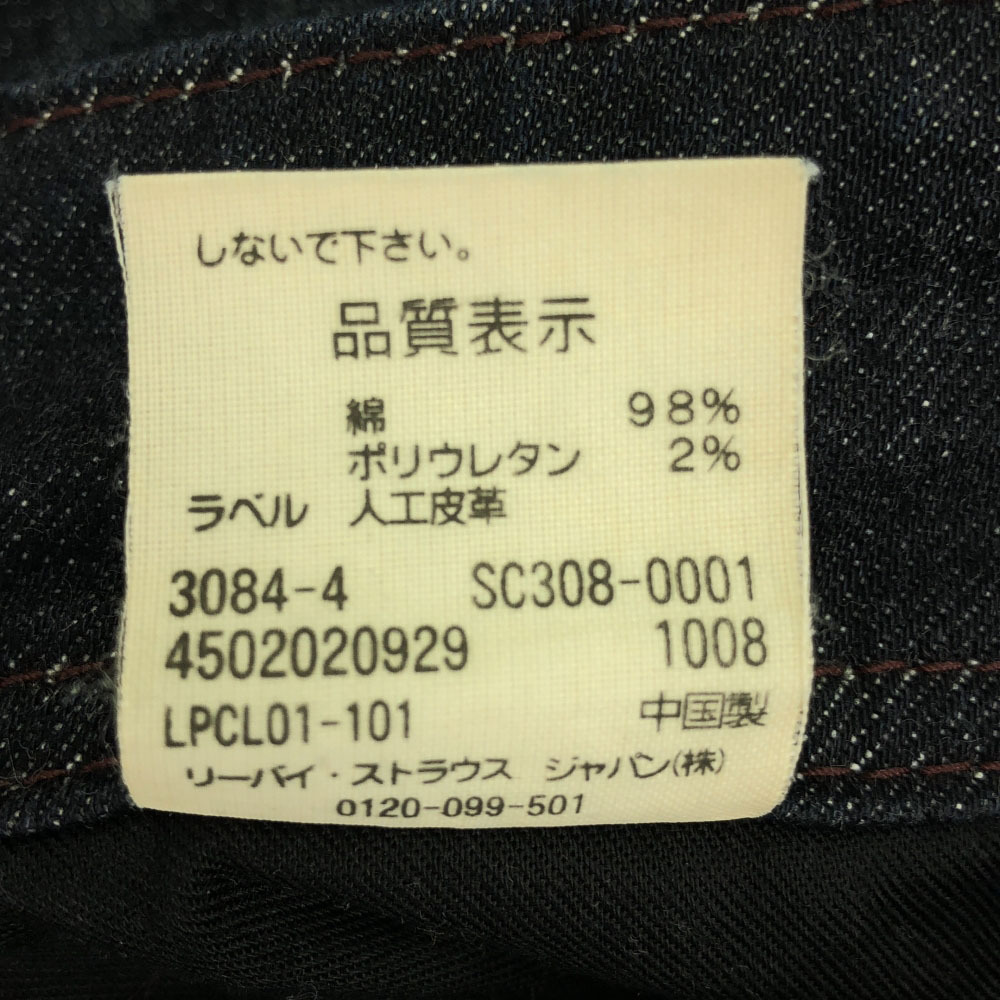 しないで下さい。
品質表示
綿 98%
ポリウレタン 2%
ラベル 人工皮革
3084-4 SC308-0001
4502020929 1008
LPCL01-101 中国製
リーバイ・ストラウス ジャパン(株)
0120-099-501